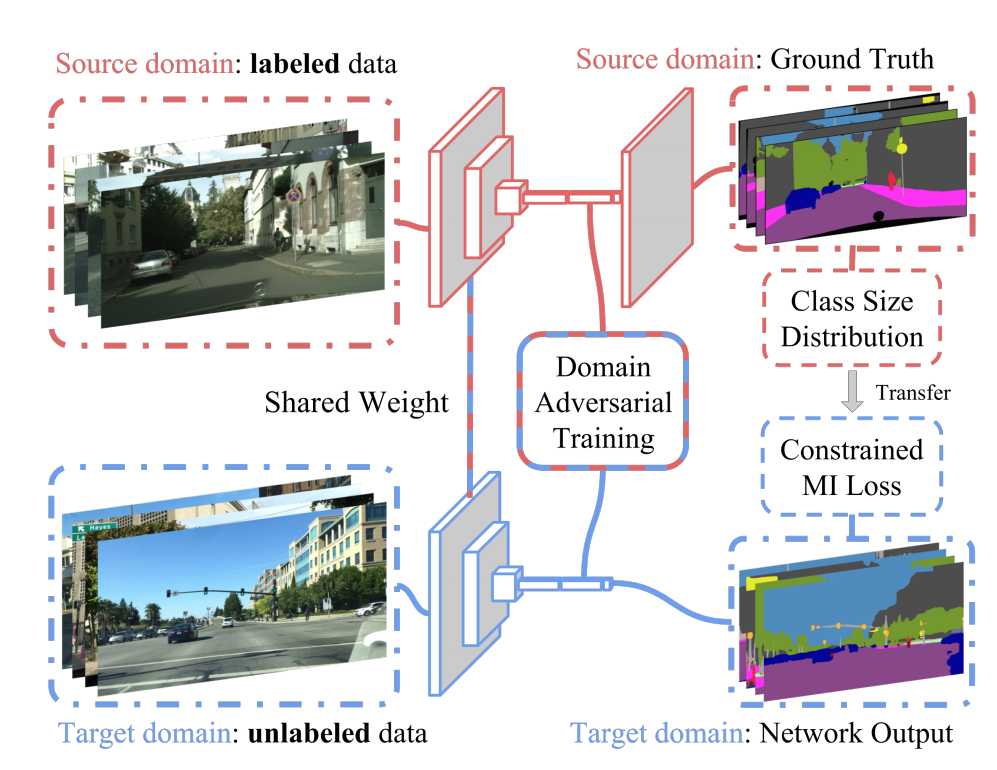 Source domain: labeled data
Source domain: Ground Truth
Class Size
Distribution
Transfer
Domain
Adversarial
Training
Shared Weight
Constrained
MI Loss
Hayes
Target domain: unlabeled data
Target domain: Network Output